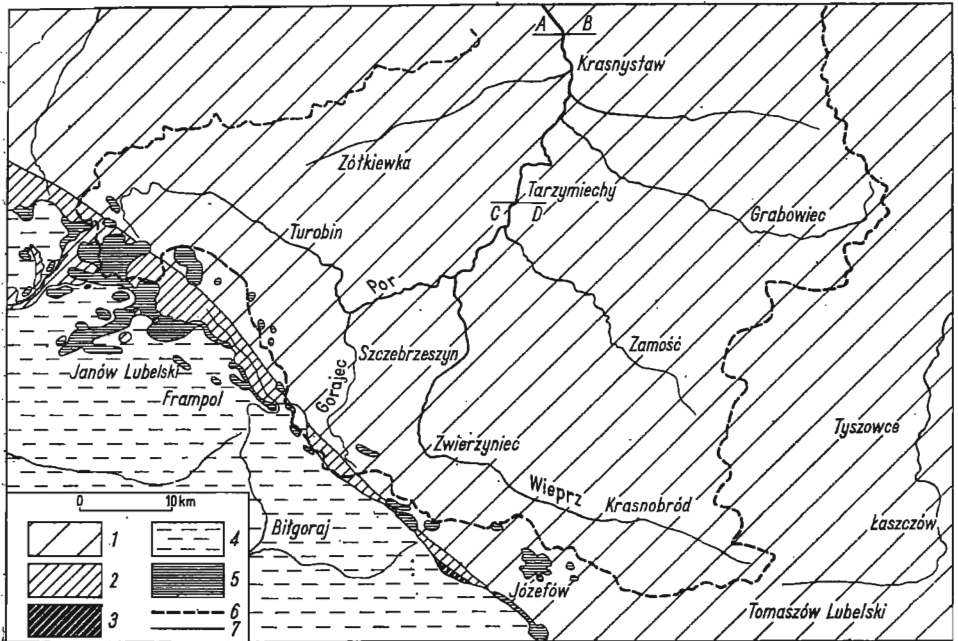 A B
Krasnystaw
Zółkiewka
Tarzymiechy
C D
Grabowiec
Turobin
Por
Szczebrzeszyn
Zamość
Janów Lubelski
Gorajec
Frampol
Tyszowce
Zwierzyniec
Wieprz
Krasnobród
Łaszczów
0 10km
Biłgoraj
1 4
2 5
3 6
7
Józefów
Tomaszów Lubelski